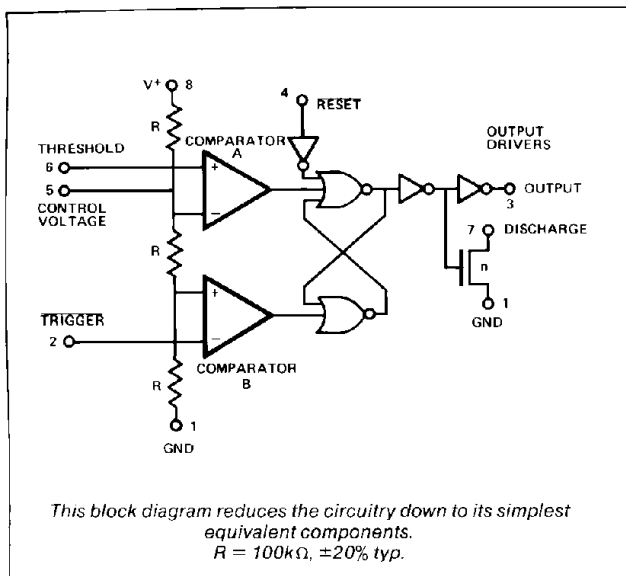 V+ 8
4 RESET
R
THRESHOLD
6
COMPARATOR
A
+
−
OUTPUT
DRIVERS
5
CONTROL
VOLTAGE
OUTPUT
3
7 DISCHARGE
R
n
1
GND
TRIGGER
2
+
−
COMPARATOR
B
R
1
GND
This block diagram reduces the circuitry down to its simplest
equivalent components.
R = 100kΩ, ±20% typ.